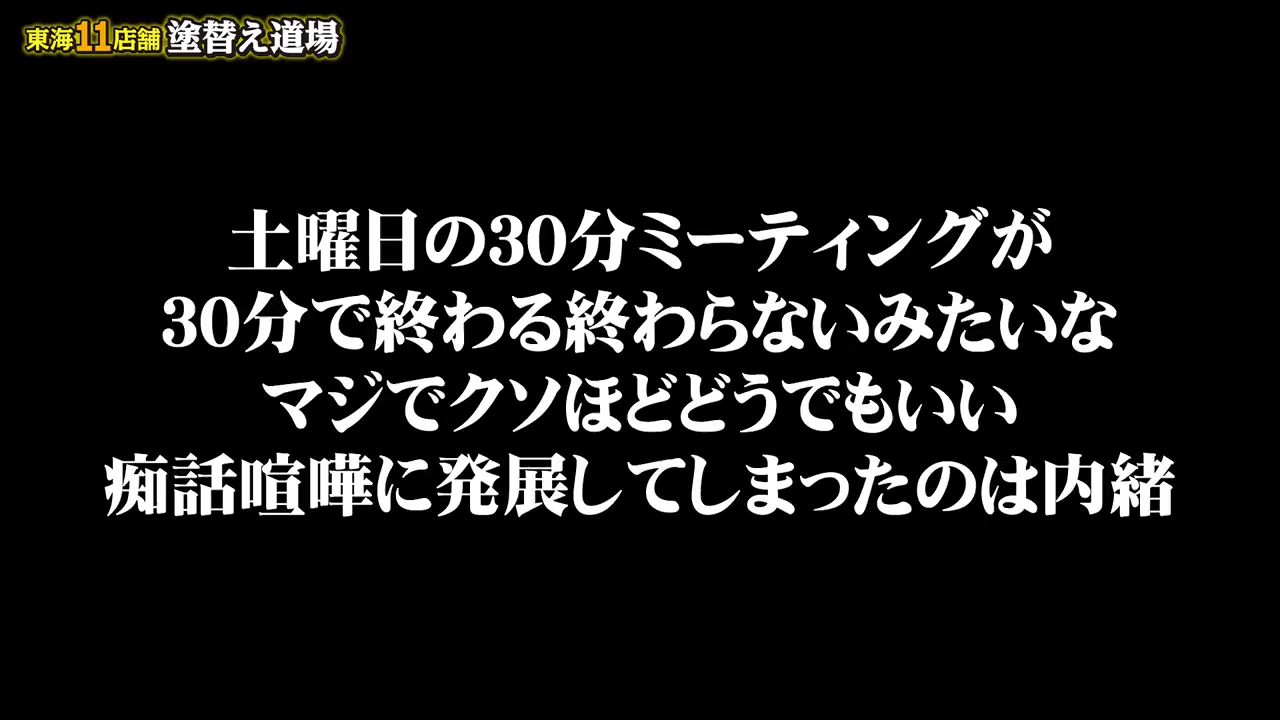 東海11店舗 塗替え道場
土曜日の30分ミーティングが
30分で終わる終わらないみたいな
マジでクソほどどうでもいい
痴話喧嘩に発展してしまったのは内緒